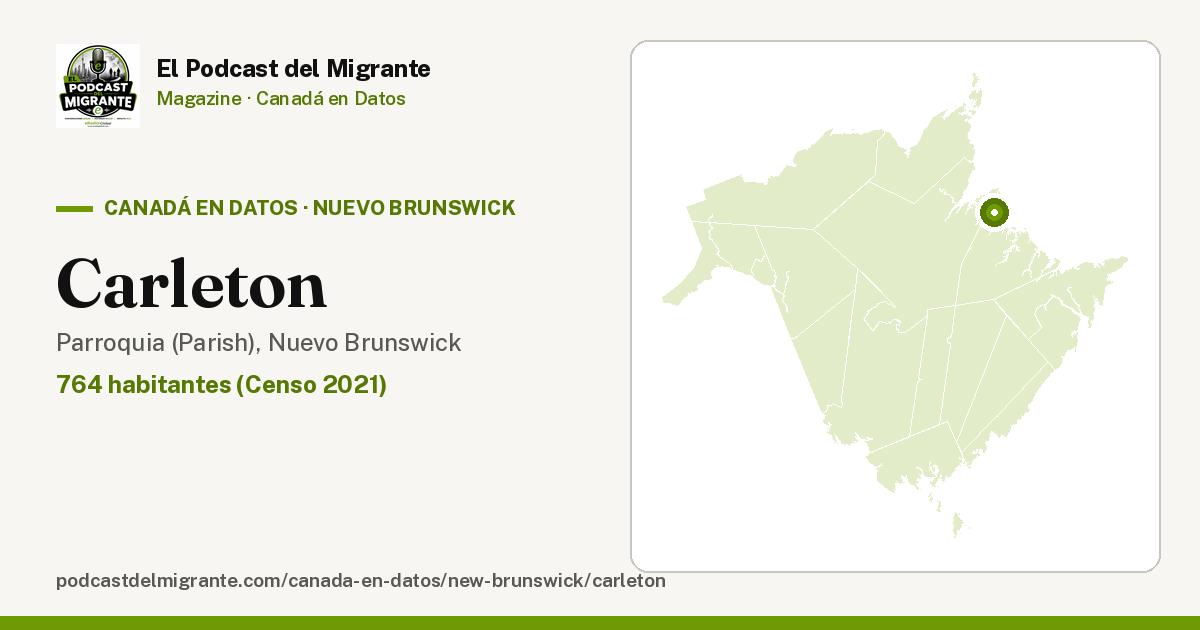 EL
PODCAST
DEL
MIGRANTE
El Podcast del Migrante
Magazine · Canadá en Datos
CANADÁ EN DATOS · NUEVO BRUNSWICK
Carleton
Parroquia (Parish), Nuevo Brunswick
764 habitantes (Censo 2021)
podcastdelmigrante.com/canada-en-datos/new-brunswick/carleton